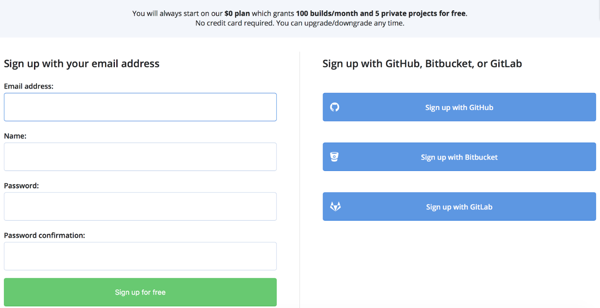 You will always start on our $0 plan which grants 100 builds/month and 5 private projects for free.
No credit card required. You can upgrade/downgrade any time.
Sign up with your email address
Email address:
Name:
Password:
Password confirmation:
Sign up for free
Sign up with GitHub, Bitbucket, or GitLab
Sign up with GitHub
Sign up with Bitbucket
Sign up with GitLab